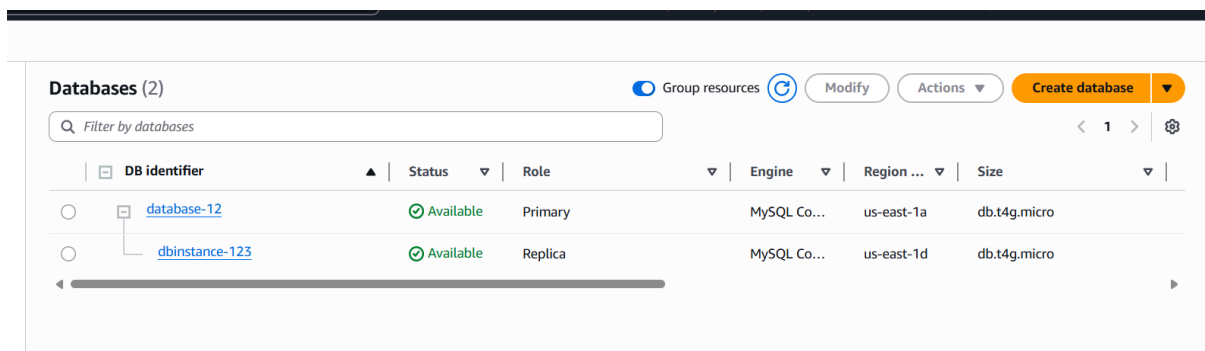 Databases (2)
Group resources
Modify
Actions
Create database
Filter by databases
1
DB identifier Status Role Engine Region ... Size
database-12 Available Primary MySQL Co... us-east-1a db.t4g.micro
dbinstance-123 Available Replica MySQL Co... us-east-1d db.t4g.micro